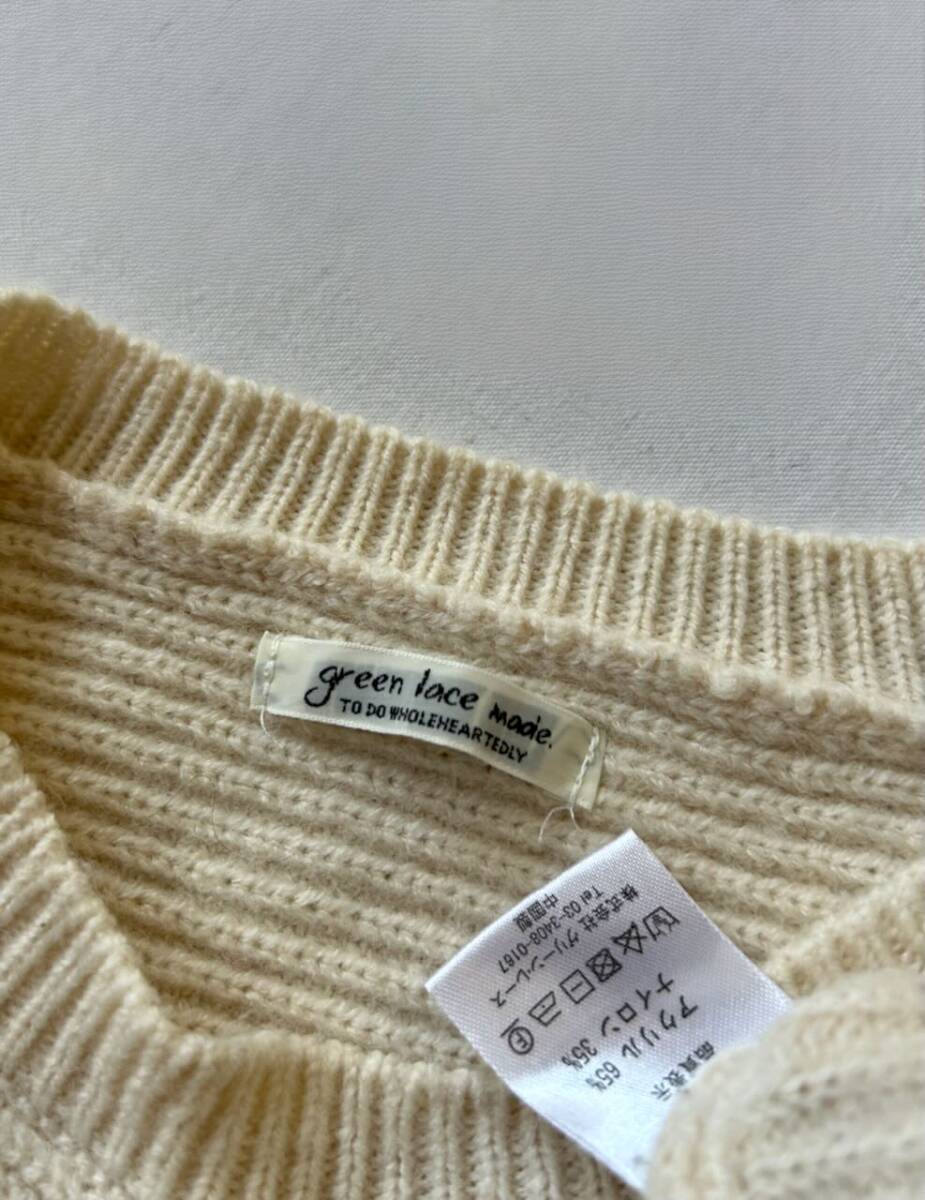 green lace made.
TO DO WHOLEHEARTEDLY
品質表示
アクリル 65%
ナイロン 35%
株式会社 グリーンレース
Tel 03-3408-0167
中国製